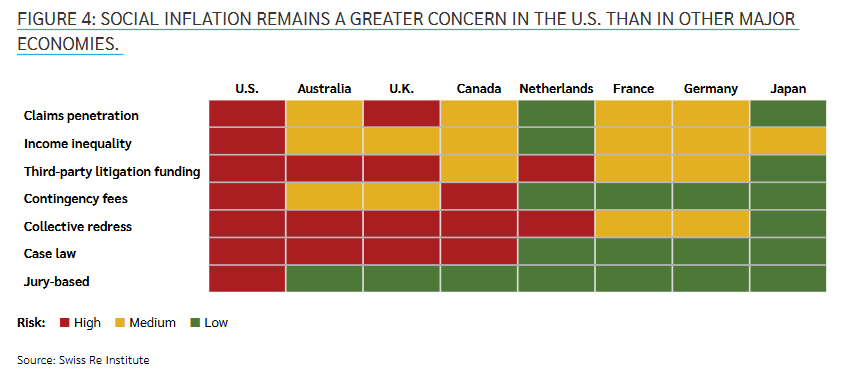 FIGURE 4: SOCIAL INFLATION REMAINS A GREATER CONCERN IN THE U.S. THAN IN OTHER MAJOR
ECONOMIES.
U.S. Australia U.K. Canada Netherlands France Germany Japan
Claims penetration
Income inequality
Third-party litigation funding
Contingency fees
Collective redress
Case law
Jury-based
Risk: High Medium Low
Source: Swiss Re Institute